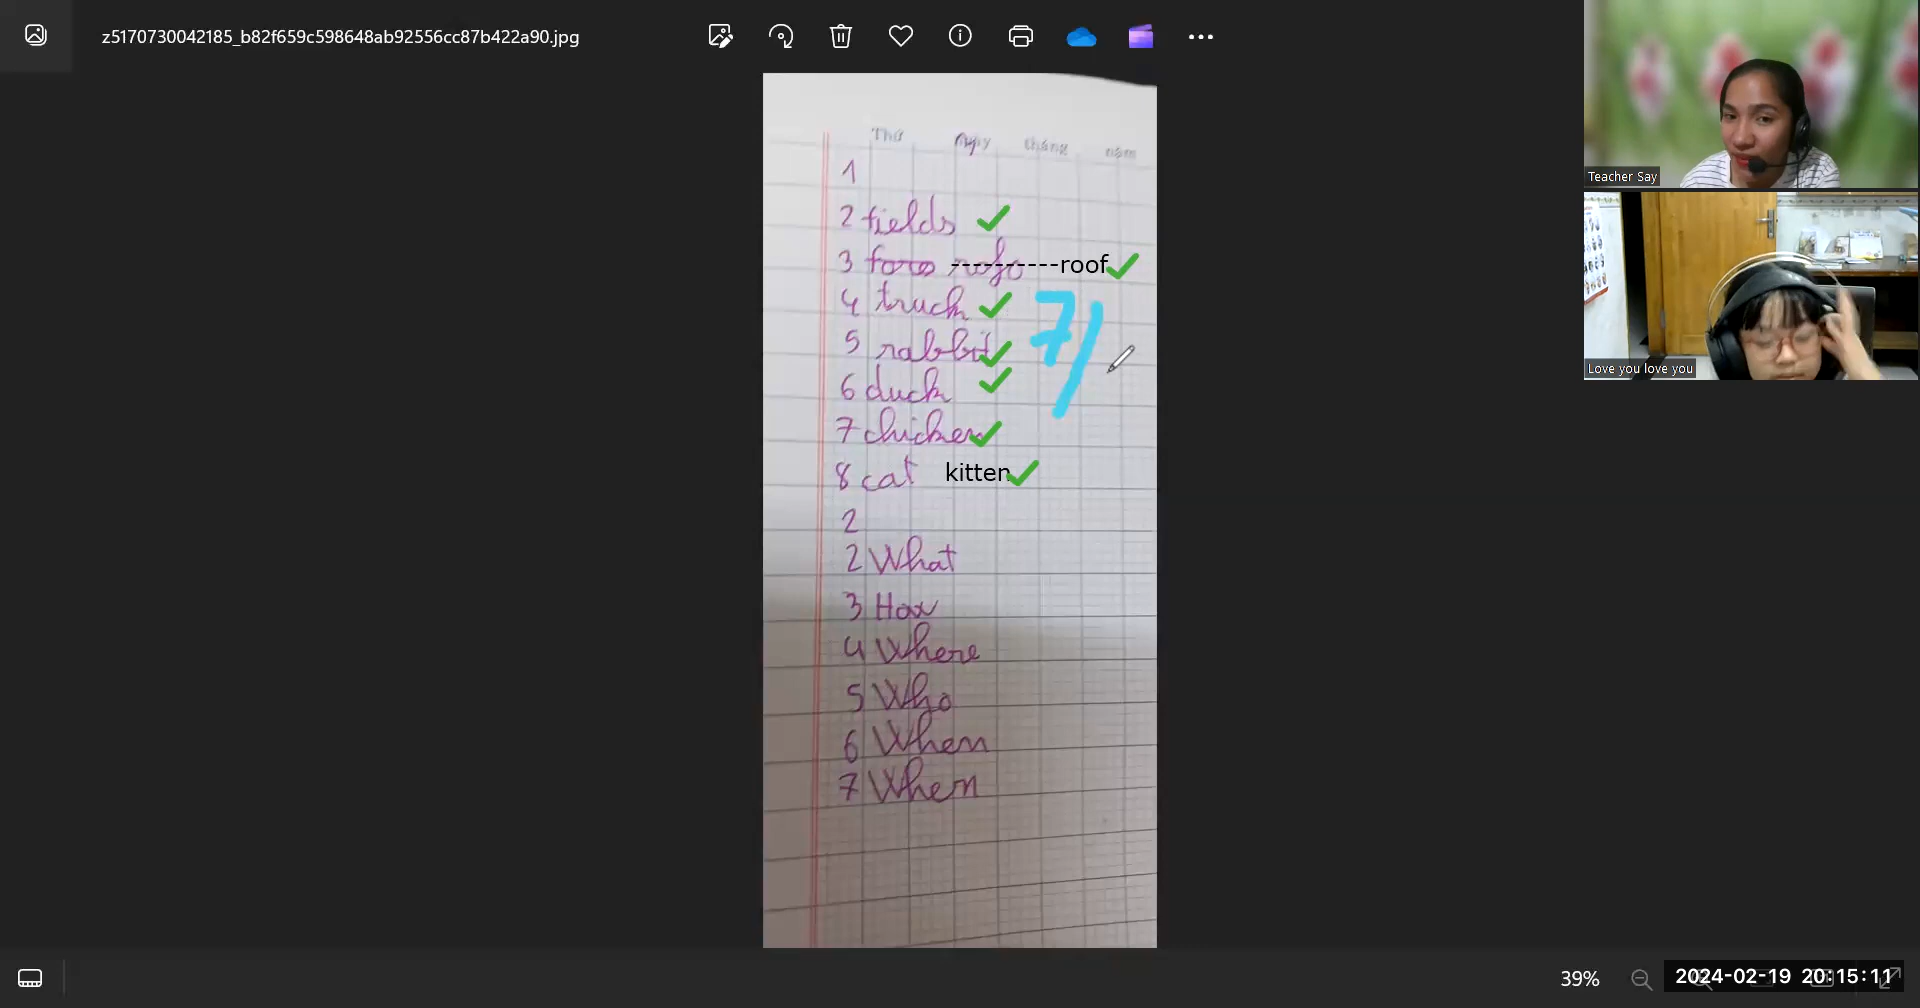 z5170730042185_b82f659c598648ab92556cc87b422a90.jpg
Thứ ngày tháng năm
1
2 fields
3 rofo ----------roof
4 truck
7/
5 rabbit
6 duck
7 chicken
8 cat kitten
2
2 What
3 How
4 Where
5 Who
6 When
7 When
Teacher Say
Love you love you
39%
2024-02-19 20:15:11